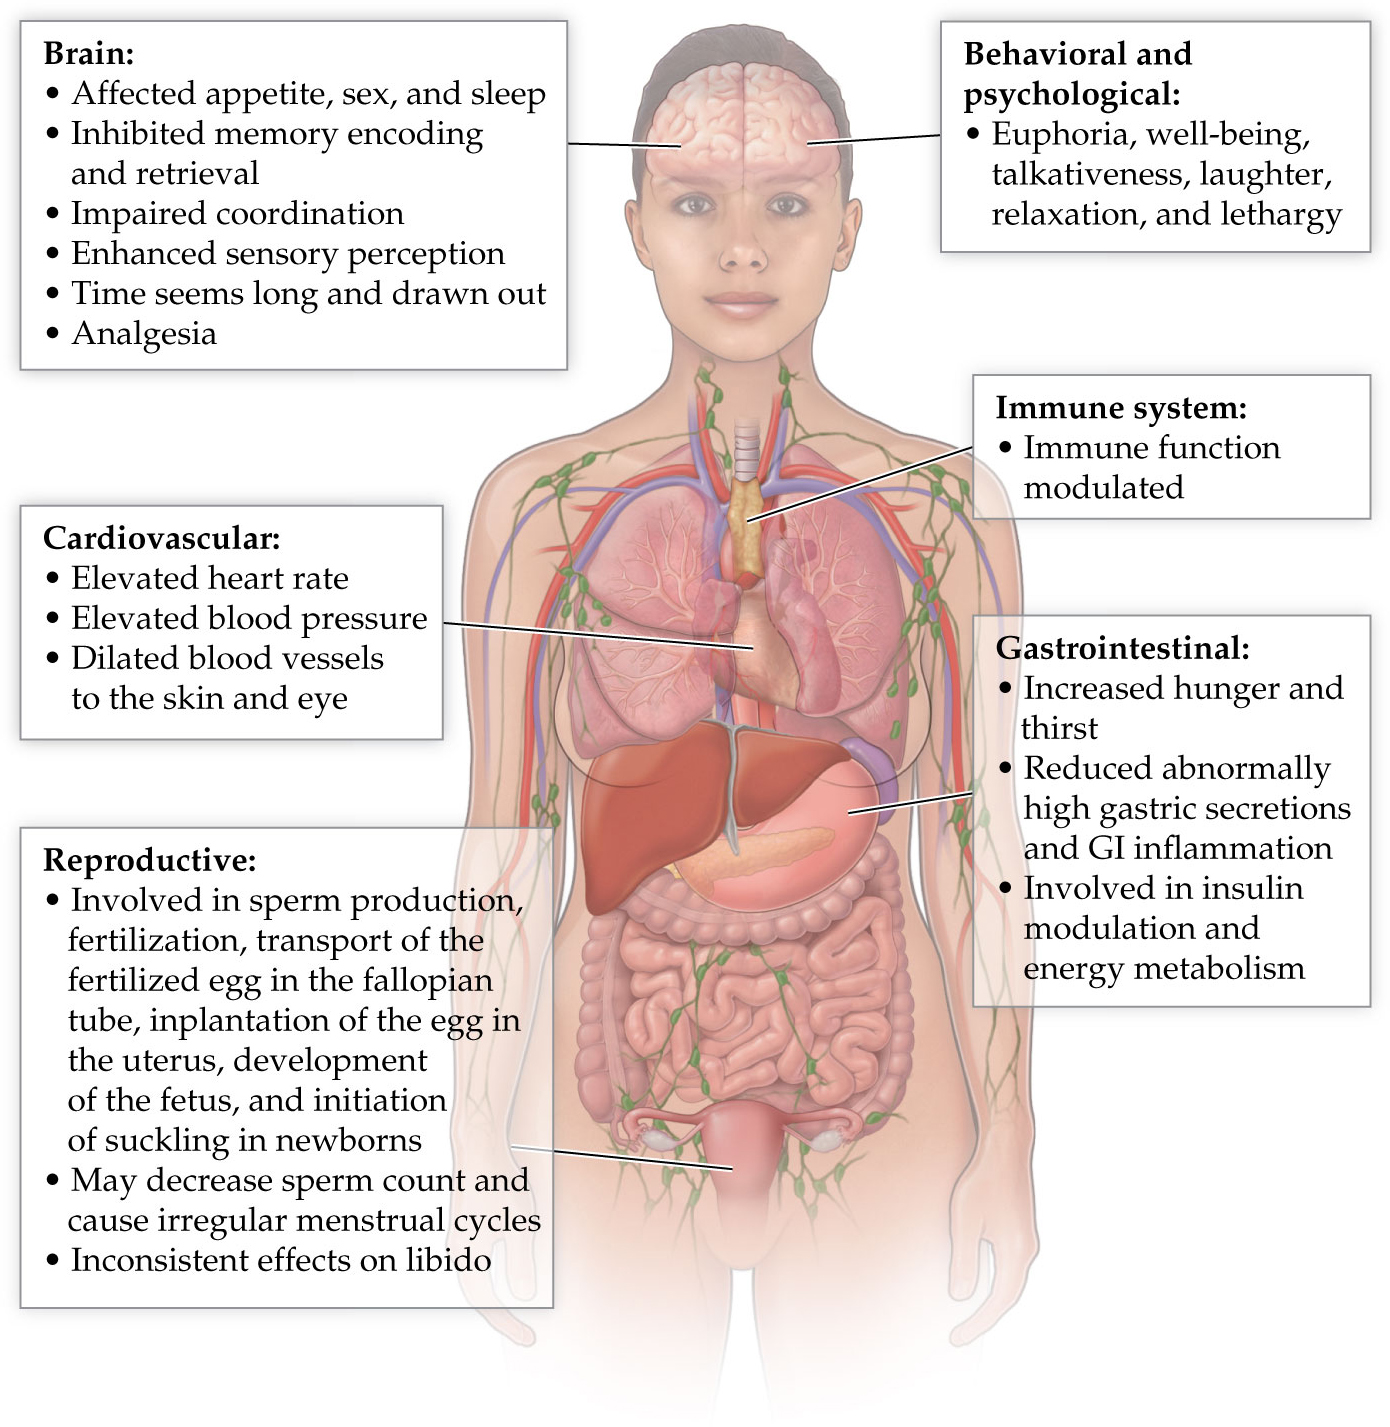 Brain:
• Affected appetite, sex, and sleep
• Inhibited memory encoding
and retrieval
• Impaired coordination
• Enhanced sensory perception
• Time seems long and drawn out
• Analgesia
Behavioral and
psychological:
• Euphoria, well-being,
talkativeness, laughter,
relaxation, and lethargy
Immune system:
• Immune function
modulated
Cardiovascular:
• Elevated heart rate
• Elevated blood pressure
• Dilated blood vessels
to the skin and eye
Gastrointestinal:
• Increased hunger and
thirst
• Reduced abnormally
high gastric secretions
and GI inflammation
• Involved in insulin
modulation and
energy metabolism
Reproductive:
• Involved in sperm production,
fertilization, transport of the
fertilized egg in the fallopian
tube, inplantation of the egg in
the uterus, development
of the fetus, and initiation
of suckling in newborns
• May decrease sperm count and
cause irregular menstrual cycles
• Inconsistent effects on libido